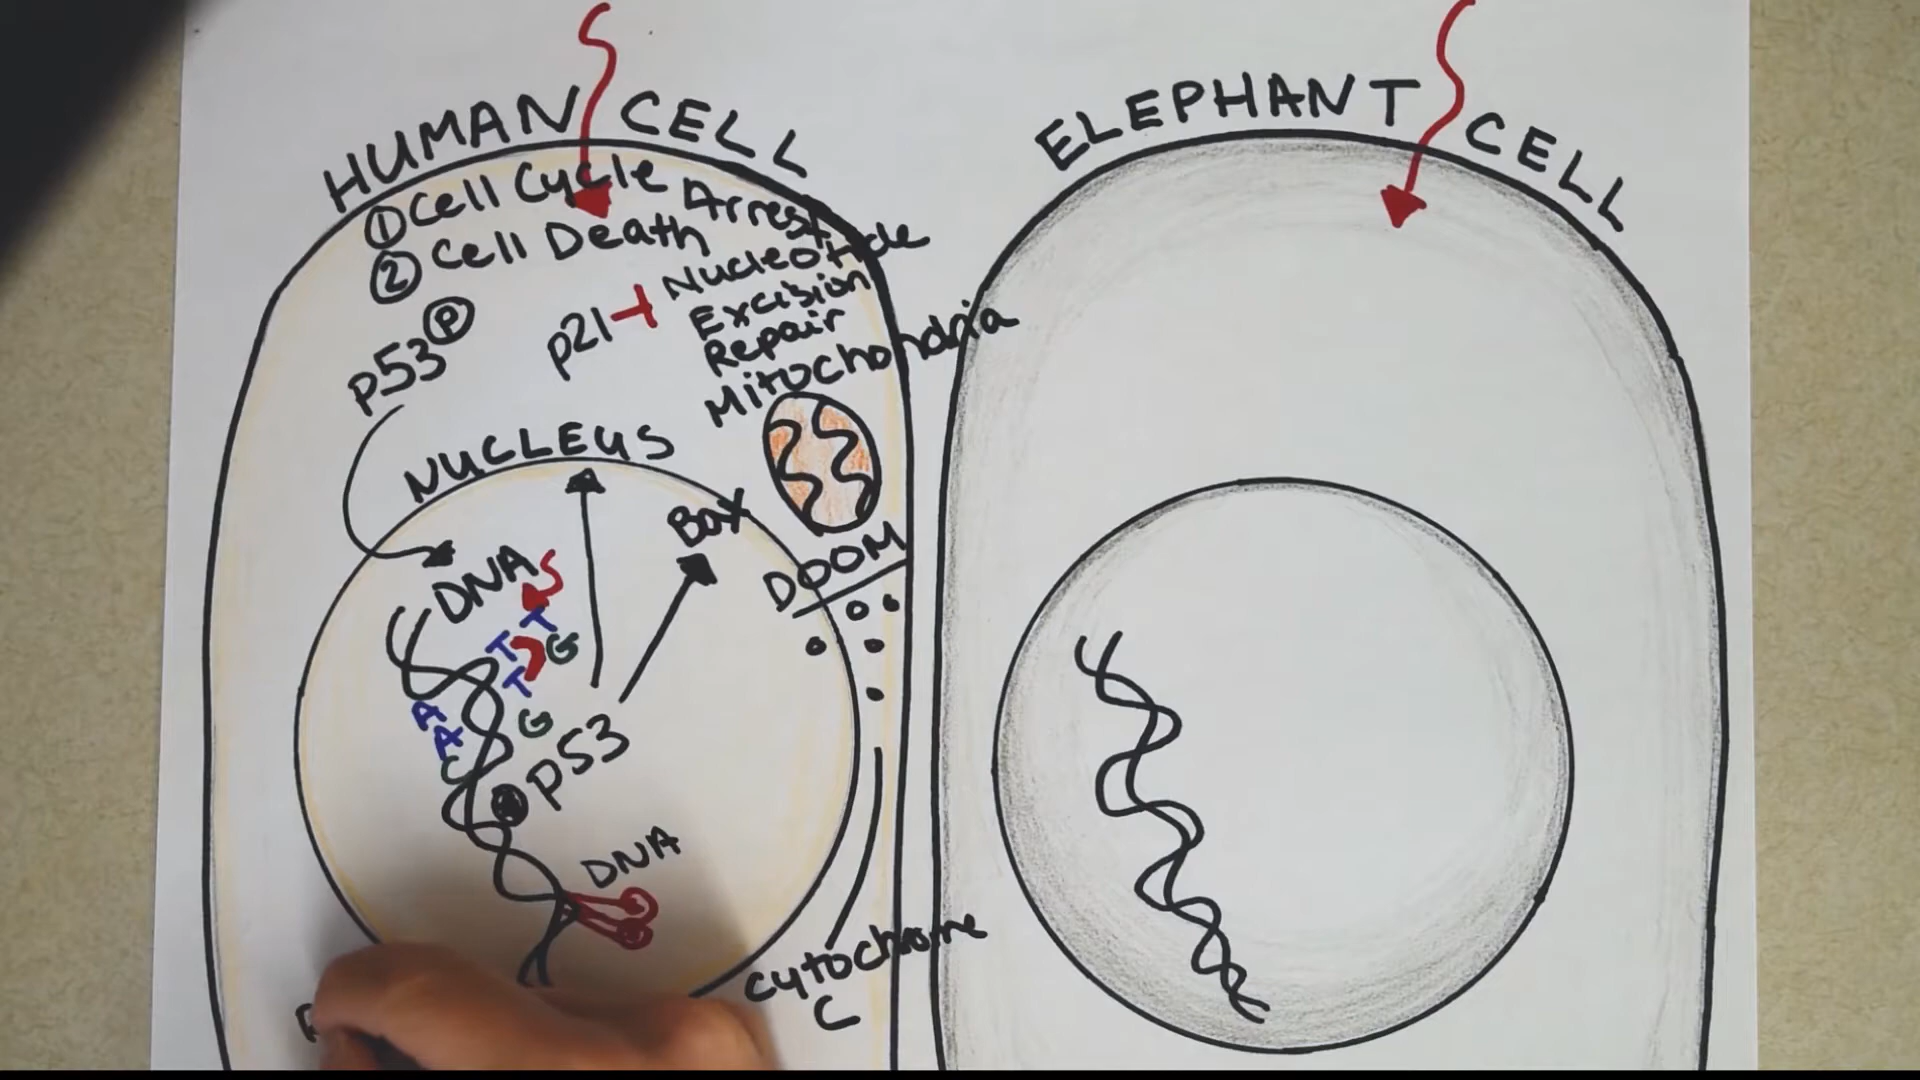 HUMAN CELL
ELEPHANT CELL
① Cell Cycle Arrest
② Cell Death
p53 P
p21
Nucleotide
Excision
Repair
Mitochondria
NUCLEUS
Bax
DOOM
DNA
T
T G
T
A
G
A
C
p53
DNA
Cytochrome
C